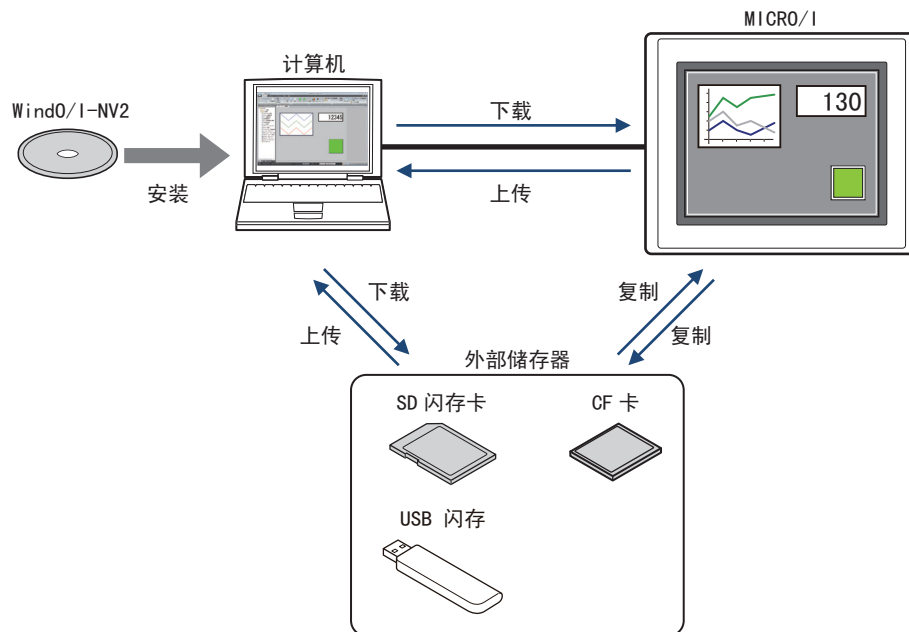 MICRO/I
计算机
WindO/I-NV2
12345
130
下载
安装
上传
下载
上传
复制
复制
外部储存器
SD 闪存卡
CF 卡
USB 闪存